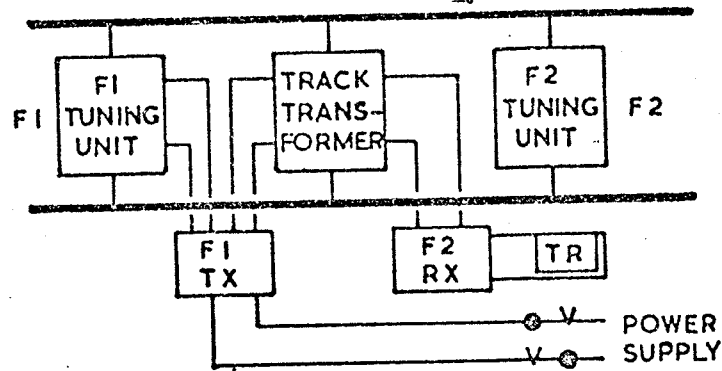 F1
F1
TUNING
UNIT
TRACK
TRANS-
FORMER
F2
TUNING
UNIT
F2
F1
TX
F2
RX
TR
POWER
SUPPLY